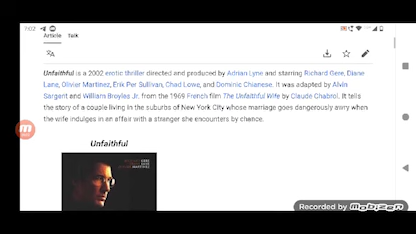 1:02
Article Talk
Unfaithful is a 2002 erotic thriller directed and produced by Adrian Lyne and starring Richard Gere, Diane
Lane, Olivier Martinez, Erik Per Sullivan, Chad Lowe, and Dominic Chianese. It was adapted by Alvin
Sargent and William Broyles Jr. from the 1969 French film The Unfaithful Wife by Claude Chabrol. It tells
the story of a couple living in the suburbs of New York City whose marriage goes dangerously awry when
the wife indulges in an affair with a stranger she encounters by chance.
Unfaithful
Recorded by Mobizen